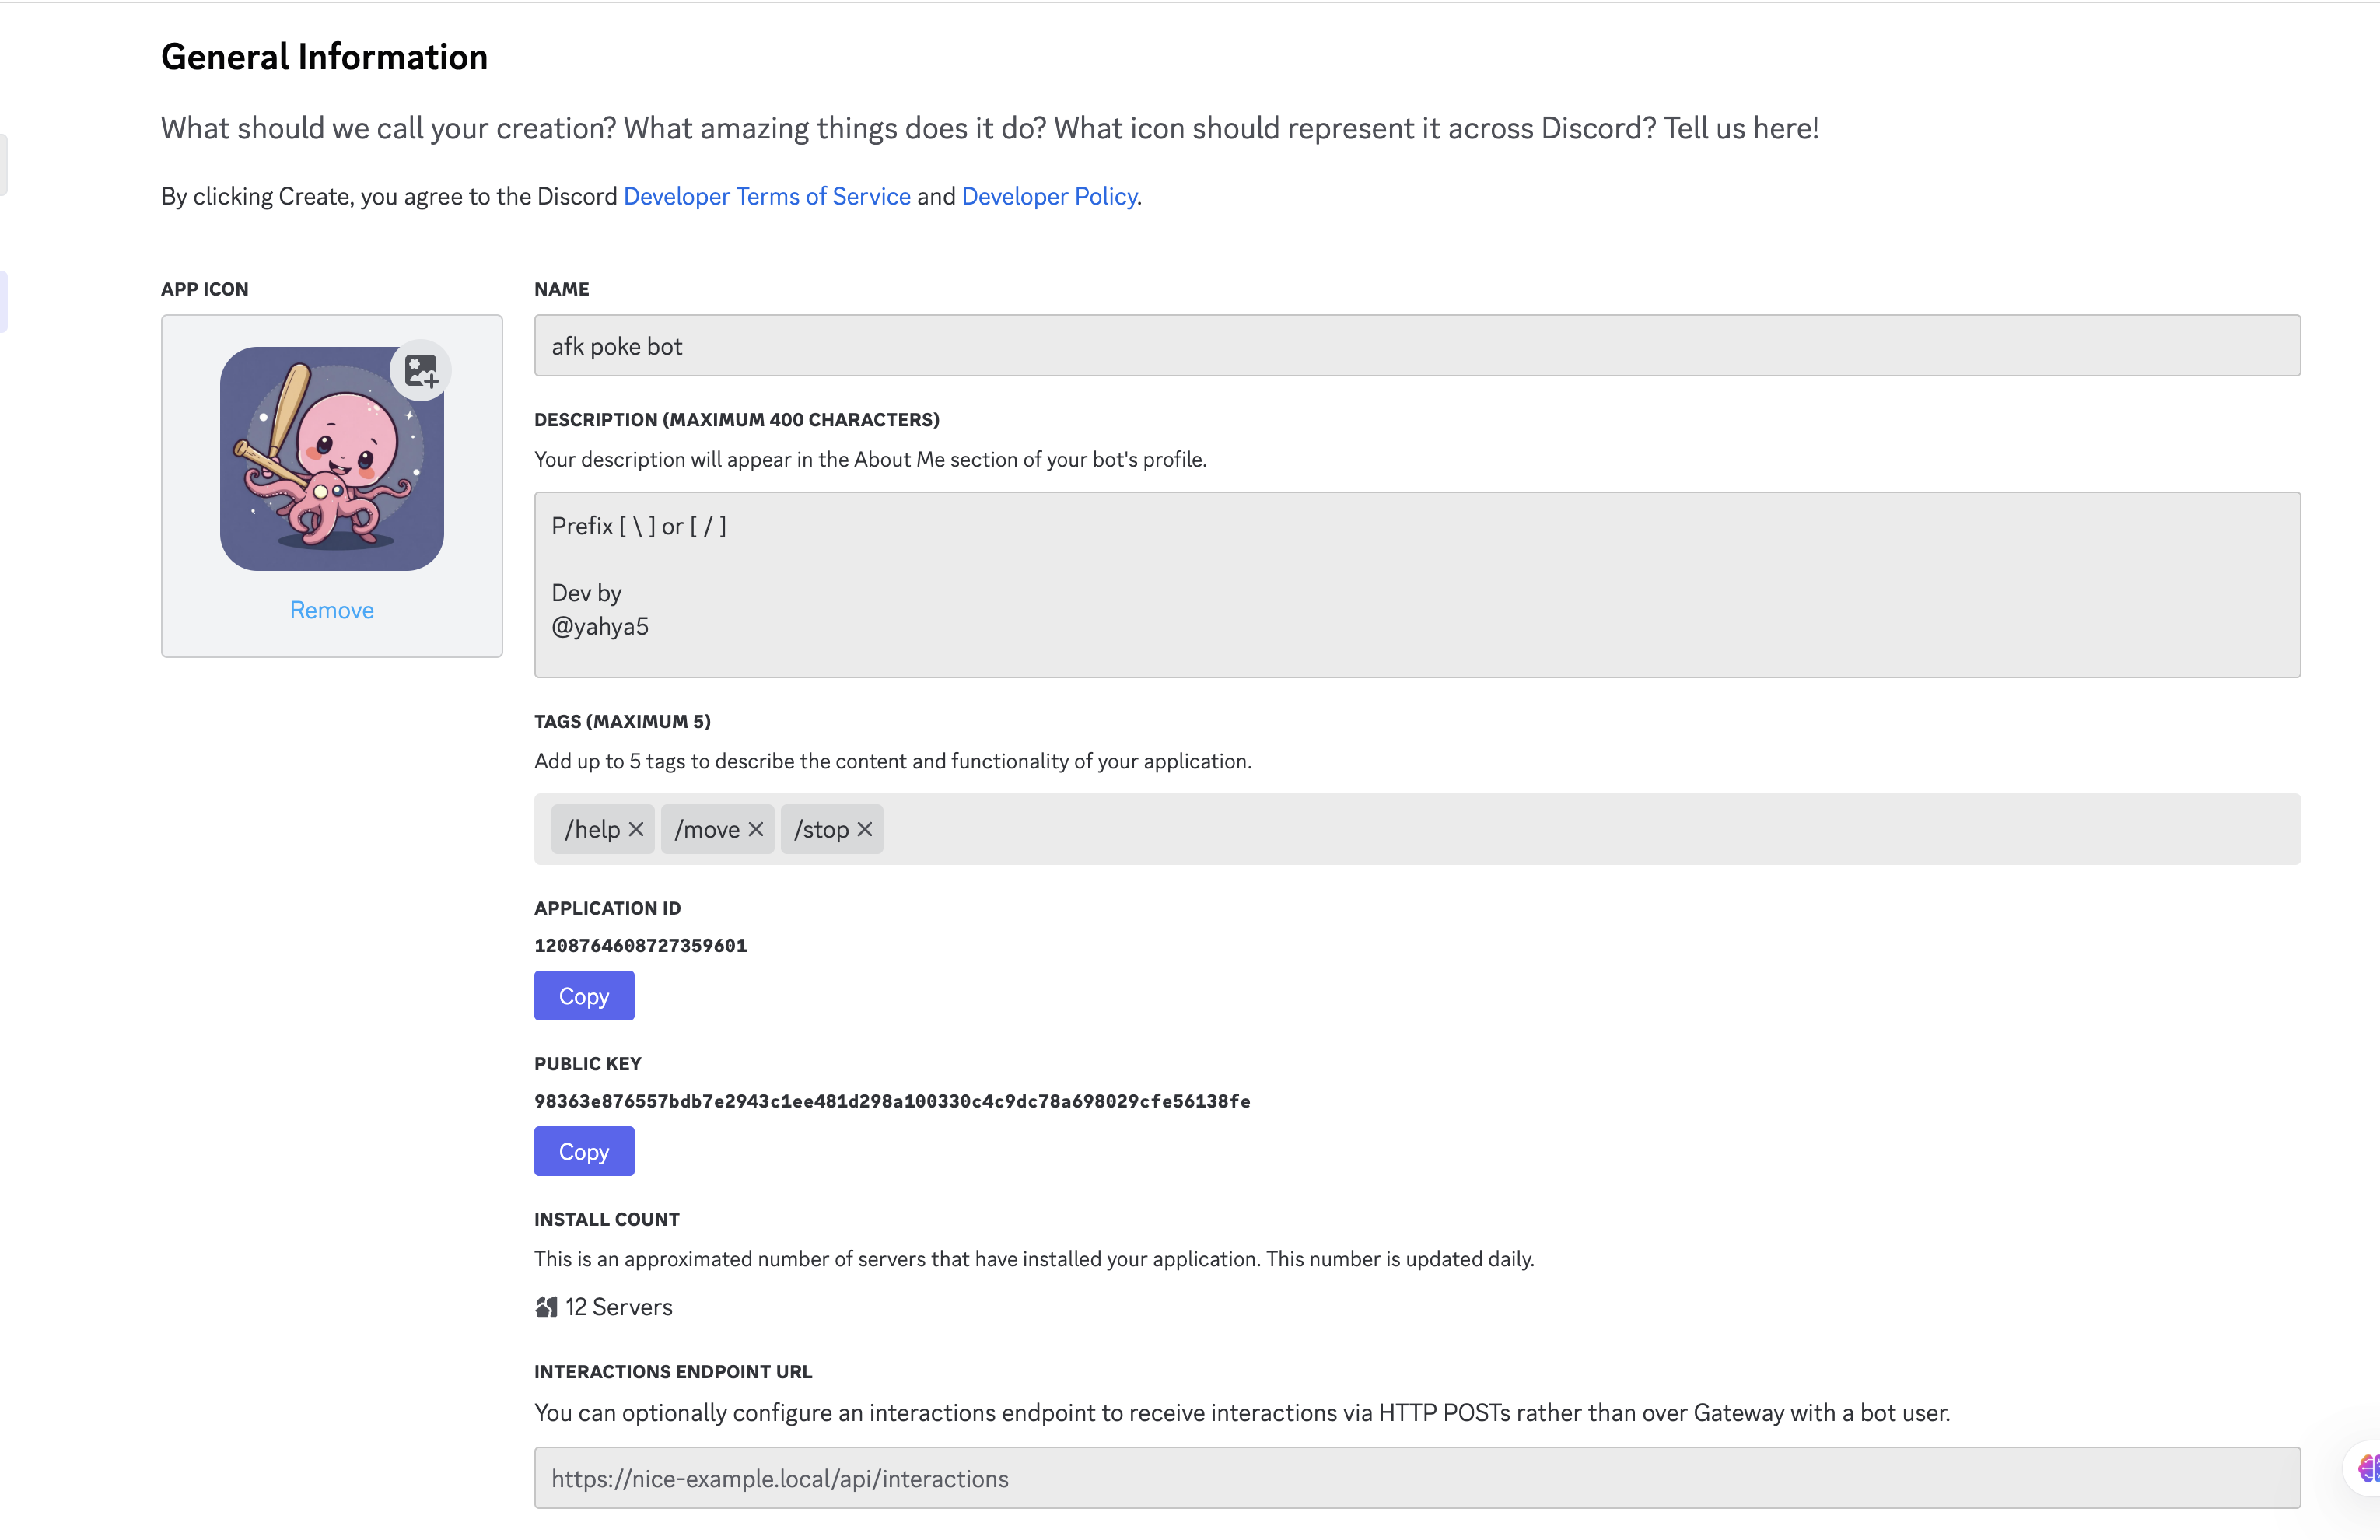 General Information
What should we call your creation? What amazing things does it do? What icon should represent it across Discord? Tell us here!
By clicking Create, you agree to the Discord Developer Terms of Service and Developer Policy.
APP ICON
Remove
NAME
afk poke bot
DESCRIPTION (MAXIMUM 400 CHARACTERS)
Your description will appear in the About Me section of your bot's profile.
Prefix [ \ ] or [ / ]
Dev by
@yahya5
TAGS (MAXIMUM 5)
Add up to 5 tags to describe the content and functionality of your application.
/help /move /stop
APPLICATION ID
1208764608727359601
Copy
PUBLIC KEY
98363e876557bdb7e2943c1ee481d298a100330c4c9dc78a698029cfe56138fe
Copy
INSTALL COUNT
This is an approximated number of servers that have installed your application. This number is updated daily.
12 Servers
INTERACTIONS ENDPOINT URL
You can optionally configure an interactions endpoint to receive interactions via HTTP POSTs rather than over Gateway with a bot user.
https://nice-example.local/api/interactions